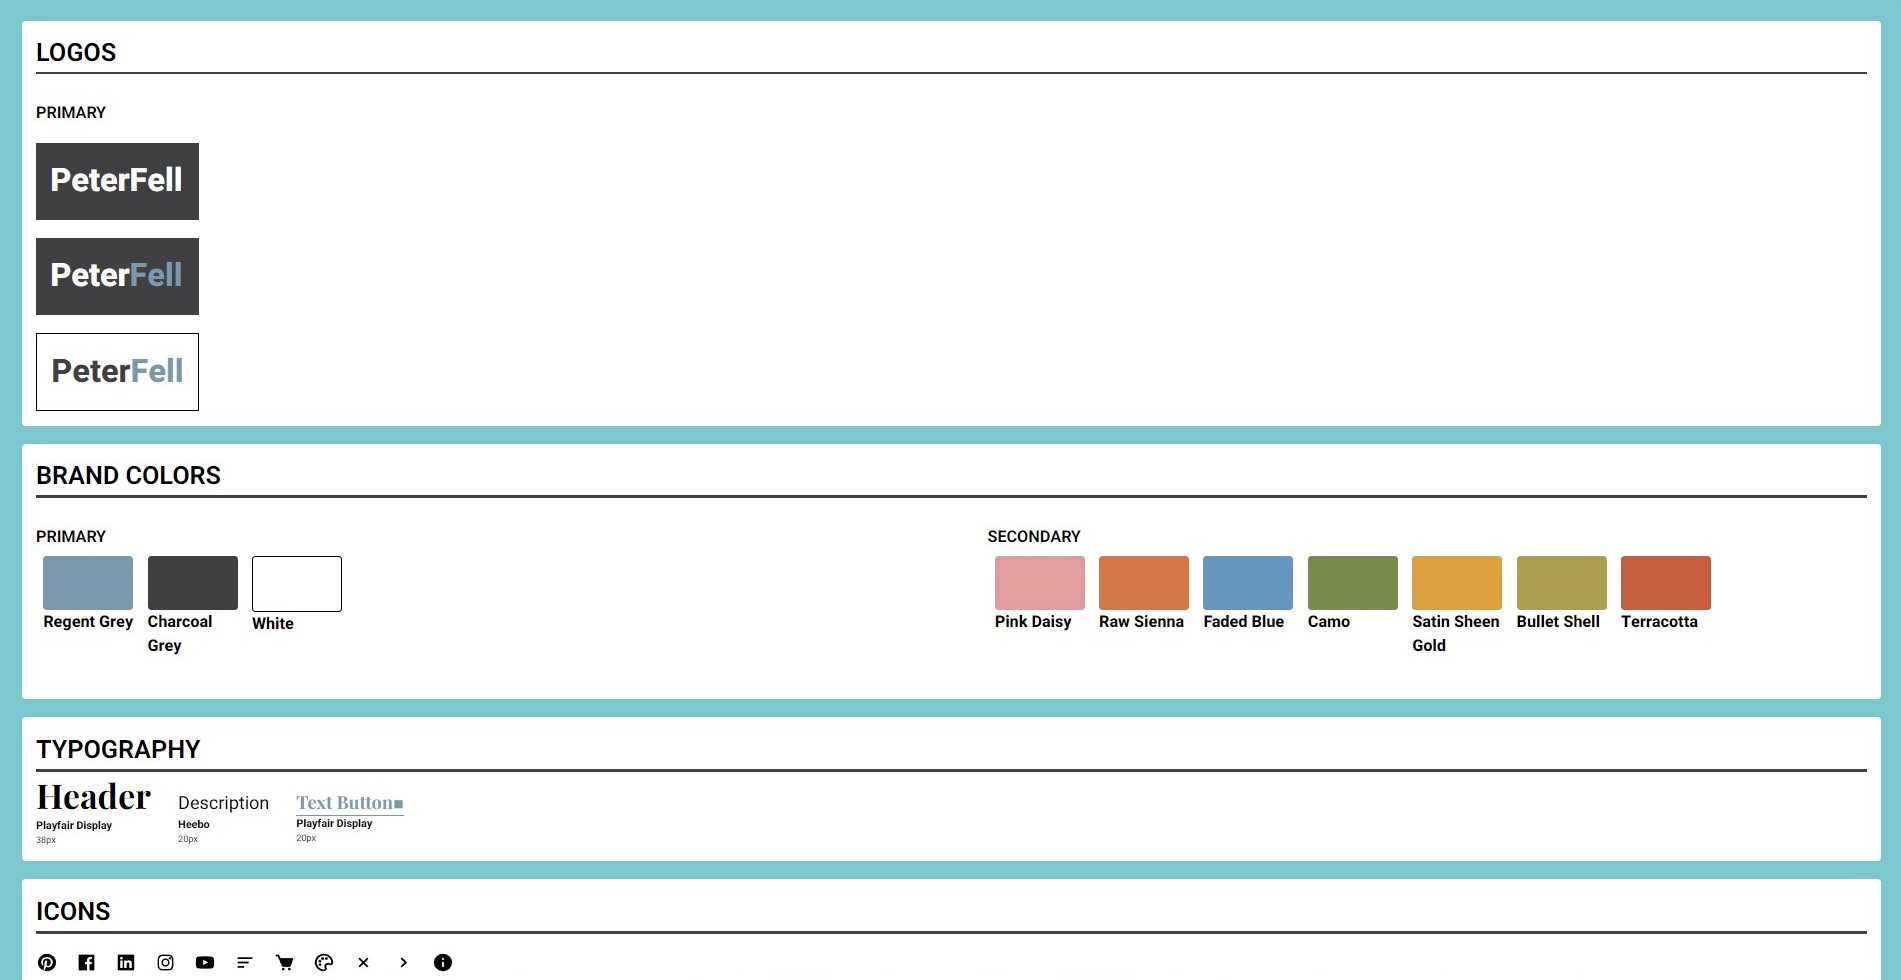 LOGOS
PRIMARY
PeterFell
PeterFell
PeterFell
BRAND COLORS
PRIMARY
Regent Grey
Charcoal
Grey
White
SECONDARY
Pink Daisy
Raw Sienna
Faded Blue
Camo
Satin Sheen
Gold
Bullet Shell
Terracotta
TYPOGRAPHY
Header
Playfair Display
38px
Description
Heebo
20px
Text Button■
Playfair Display
20px
ICONS